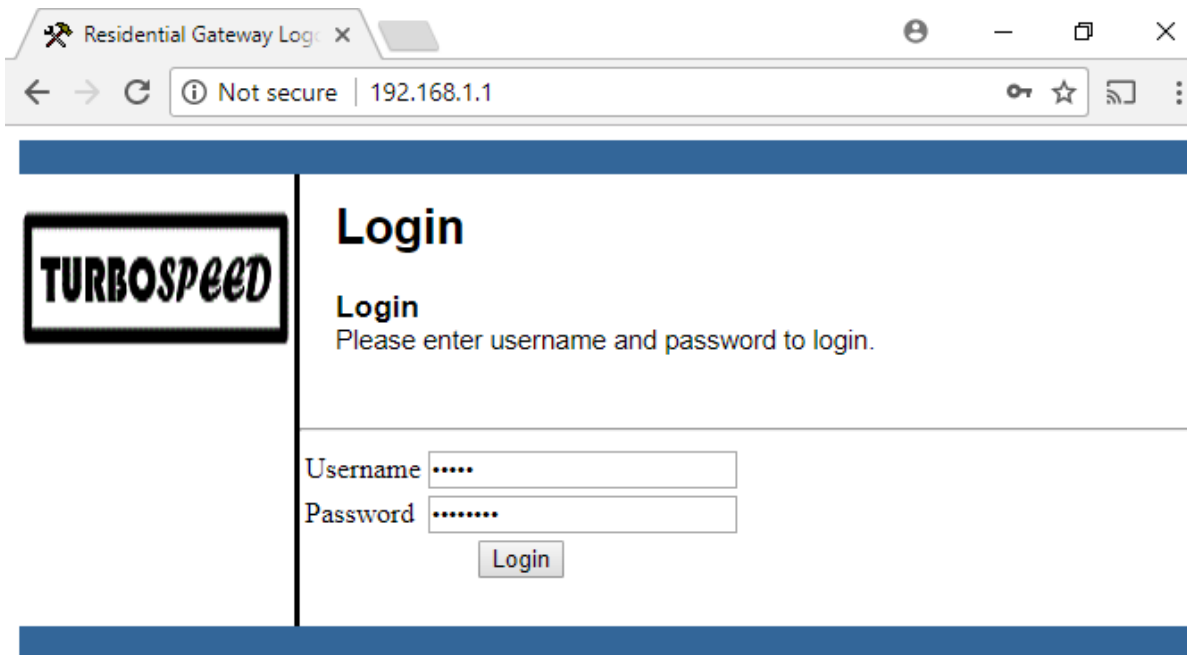 Residential Gateway Log
Not secure | 192.168.1.1
TURBOSPEED
Login
Login
Please enter username and password to login.
Username •••••
Password ••••••••
Login